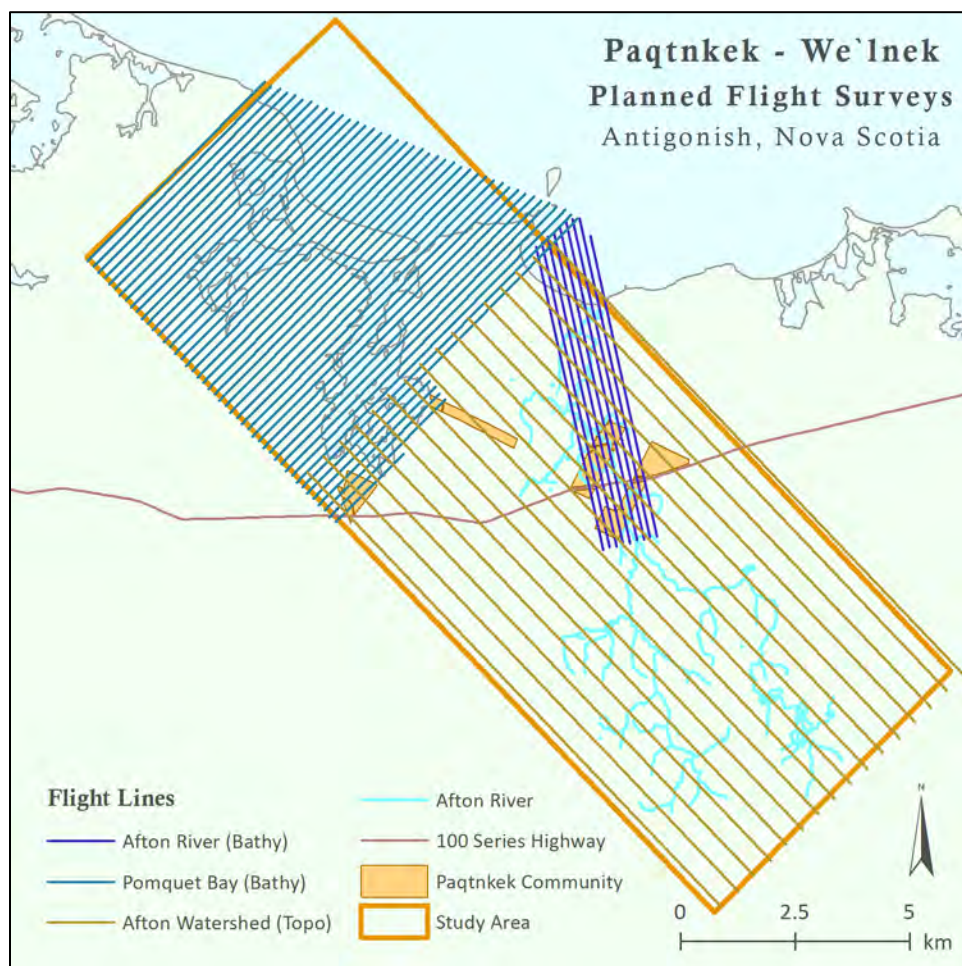 Paqtnkek - We`lnek
Planned Flight Surveys
Antigonish, Nova Scotia
Flight Lines
Afton River (Bathy)
Pomquet Bay (Bathy)
Afton Watershed (Topo)
Afton River
100 Series Highway
Paqtnkek Community
Study Area
N
0 2.5 5
km